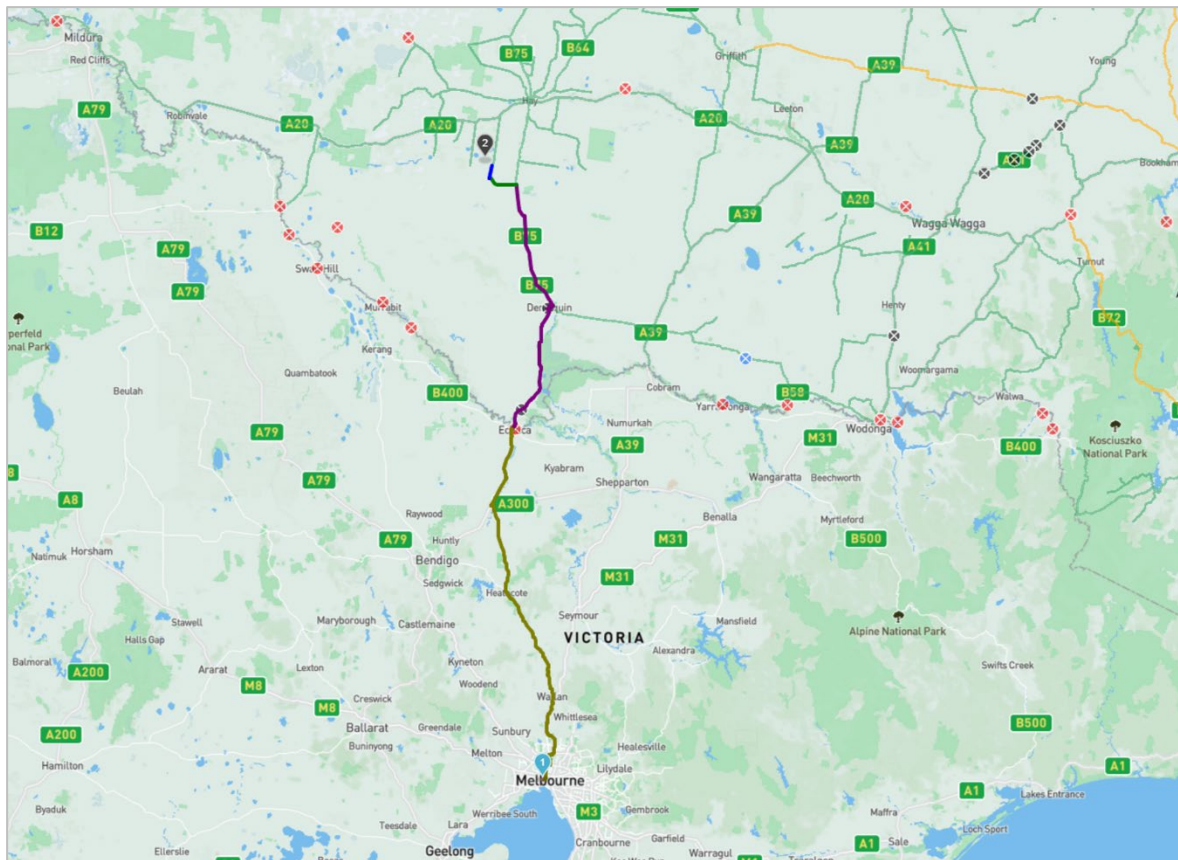 Mildura
Red Cliffs
A79
Robinvale
A20
A20
B75
B64
Hay
Griffith
A39
Young
Leeton
A20
A39
2
Bookham
B12
A79
A79
Swan Hill
Murrabit
Kerang
Quambatook
B75
A39
A20
Wagga Wagga
A41
Tumut
Henty
B72
A39
Beulah
B400
Cobram
Yarrawonga
B58
Woomargama
Walwa
Wodonga
M31
B400
Kosciuszko
National Park
A79
Numurkah
A39
Kyabram
Shepparton
Wangaratta
Beechworth
A8
A79
Raywood
A300
Benalla
Myrtleford
Horsham
Natimuk
Huntly
A79
Bendigo
M31
B500
Sedgwick
Heathcote
M31
Stawell
Maryborough
Castlemaine
Seymour
VICTORIA
Mansfield
Alpine National Park
Halls Gap
Balmoral
A200
Ararat
Lexton
Kyneton
Alexandra
Swifts Creek
M8
Creswick
Woodend
M8
Ballarat
Greendale
Whittlesea
B500
A200
Buninyong
Sunbury
Melton
Healesville
Hamilton
1
Melbourne
Lilydale
A1
A1
Lakes Entrance
Byaduk
Werribee South
M3
Gembrook
Maffra
Loch Sport
Teesdale
Lara
Garfield
A1
Sale
Ellerslie
Geelong
Cranbourne
Warragul